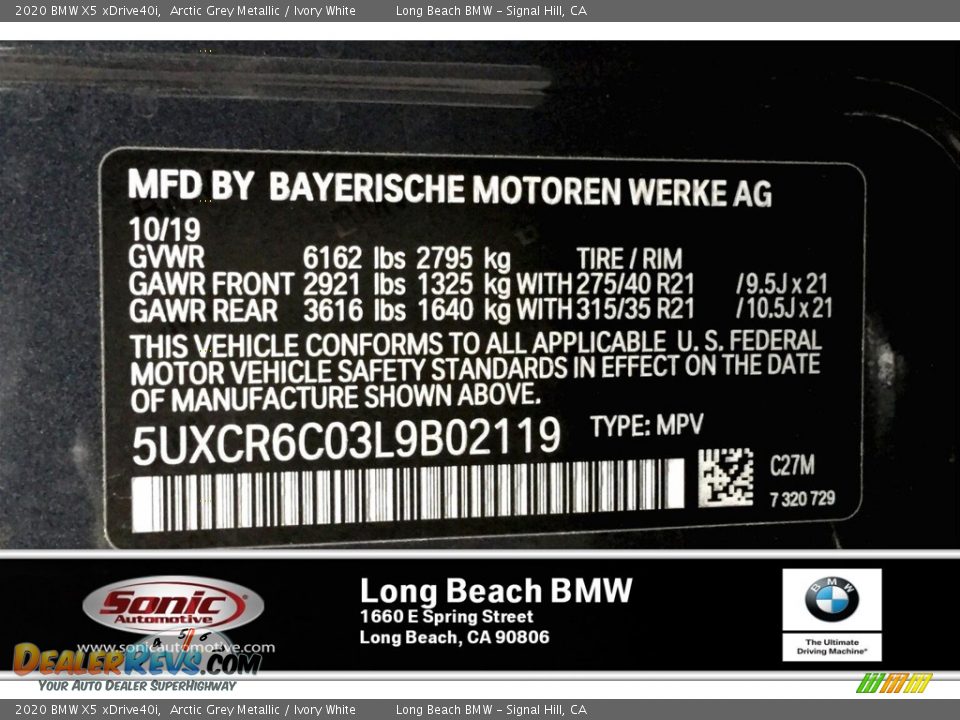 2020 BMW X5 xDrive40i, Arctic Grey Metallic / Ivory White Long Beach BMW - Signal Hill, CA
MFD BY BAYERISCHE MOTOREN WERKE AG
10/19
GVWR 6162 lbs 2795 kg TIRE / RIM
GAWR FRONT 2921 lbs 1325 kg WITH 275/40 R21 /9.5J x 21
GAWR REAR 3616 lbs 1640 kg WITH 315/35 R21 /10.5J x 21
THIS VEHICLE CONFORMS TO ALL APPLICABLE U. S. FEDERAL
MOTOR VEHICLE SAFETY STANDARDS IN EFFECT ON THE DATE
OF MANUFACTURE SHOWN ABOVE.
5UXCR6C03L9B02119 TYPE: MPV
C27M
7 320 729
Sonic
Automotive
www.sonicautomotive.com
Long Beach BMW
1660 E Spring Street
Long Beach, CA 90806
BMW
The Ultimate
Driving Machine®
4 5 6
DEALERREVS.COM
YOUR AUTO DEALER SUPERHIGHWAY
2020 BMW X5 xDrive40i, Arctic Grey Metallic / Ivory White Long Beach BMW - Signal Hill, CA